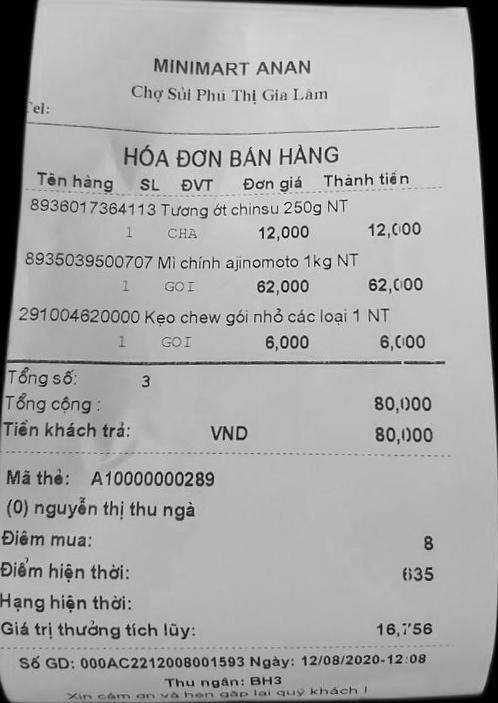 MINIMART ANAN
Chợ Sủi Phú Thị Gia Lâm
Tel:
HÓA ĐƠN BÁN HÀNG
Tên hàng SL ĐVT Đơn giá Thành tiền
8936017364113 Tương ớt chinsu 250g NT
1 CHA 12,000 12,000
8935039500707 Mì chính ajinomoto 1kg NT
1 GOI 62,000 62,000
291004620000 Kẹo chew gói nhỏ các loại 1 NT
1 GOI 6,000 6,000
Tổng số: 3
Tổng cộng : 80,000
Tiền khách trả: VND 80,000
Mã thẻ: A10000000289
(0) nguyễn thị thu ngà
Điểm mua: 8
Điểm hiện thời: 635
Hạng hiện thời:
Giá trị thưởng tích lũy: 16,756
Số GD: 000AC2212008001593 Ngày: 12/08/2020-12:08
Thu ngân: BH3
Xin cảm ơn và hẹn gặp lại quý khách !